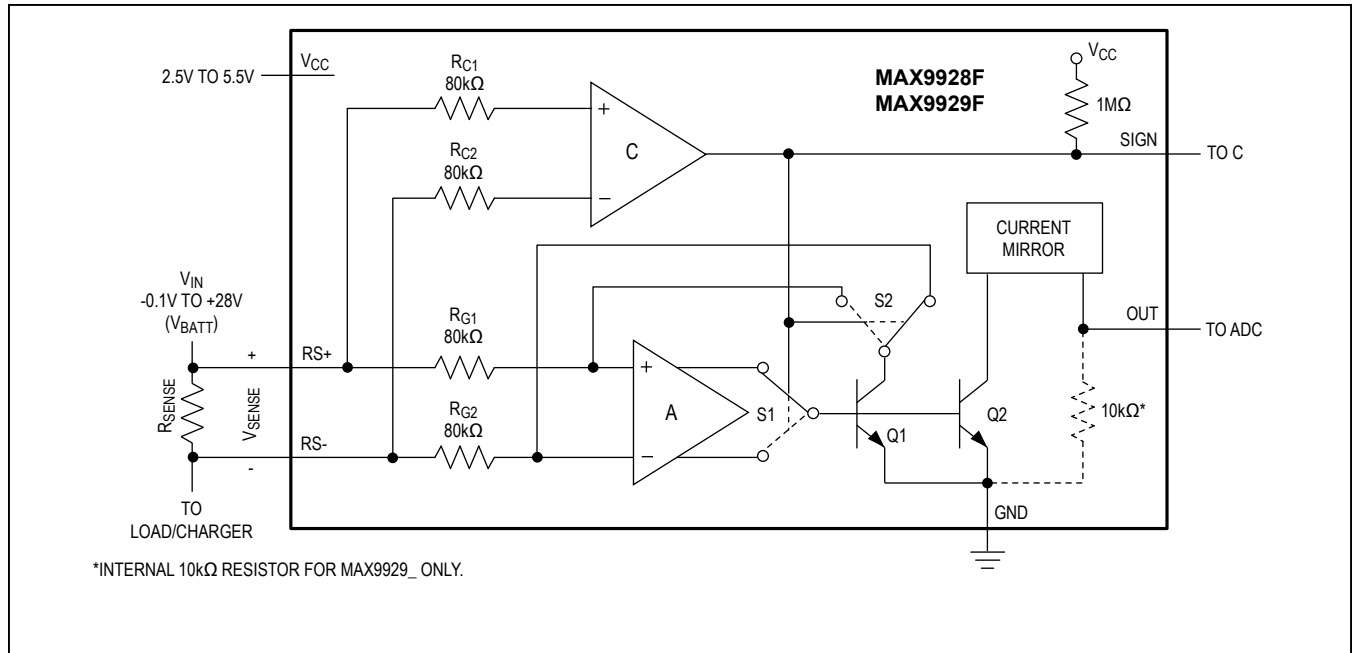 2.5V TO 5.5V
VCC
RC1
80kΩ
RC2
80kΩ
+
−
C
MAX9928F
MAX9929F
VCC
1MΩ
SIGN
TO C
CURRENT
MIRROR
VIN
-0.1V TO +28V
(VBATT)
RSENSE
+
VSENSE
-
RS+
RS-
RG1
80kΩ
RG2
80kΩ
+
−
A
S1
S2
Q1
Q2
OUT
TO ADC
10kΩ*
GND
TO
LOAD/CHARGER
*INTERNAL 10kΩ RESISTOR FOR MAX9929_ ONLY.